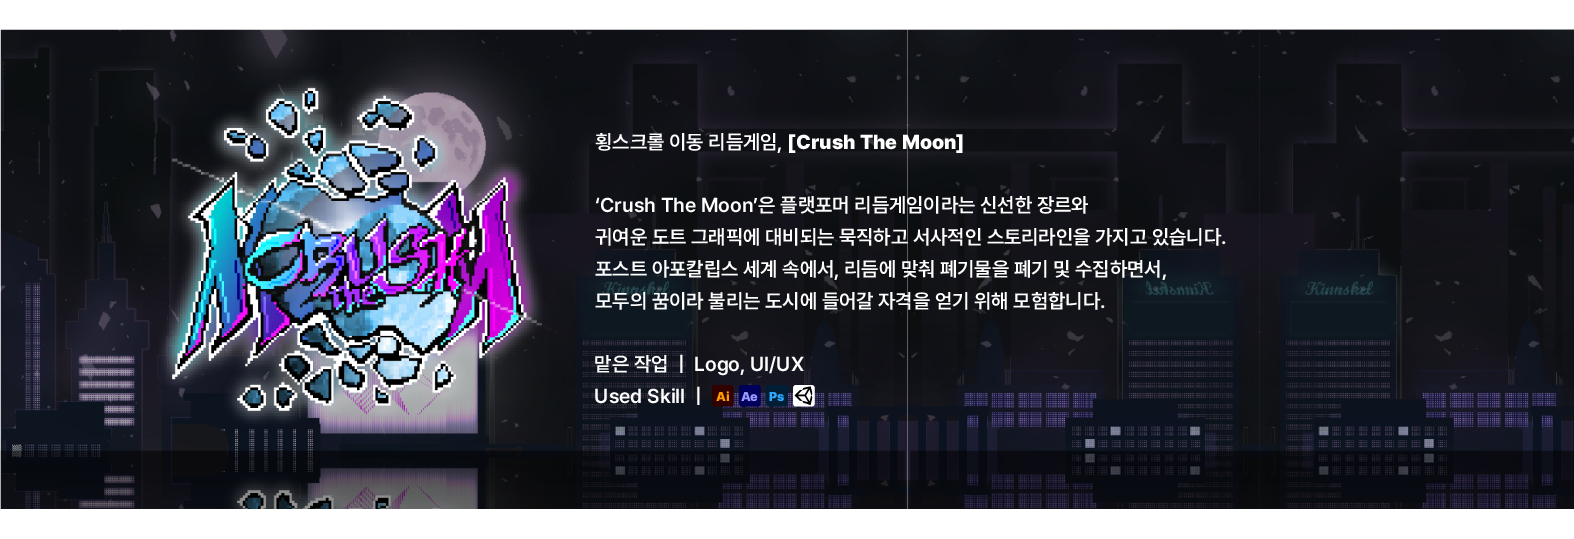 CRUSH
the
횡스크롤 이동 리듬게임, [Crush The Moon]
‘Crush The Moon’은 플랫포머 리듬게임이라는 신선한 장르와
귀여운 도트 그래픽에 대비되는 묵직하고 서사적인 스토리라인을 가지고 있습니다.
포스트 아포칼립스 세계 속에서, 리듬에 맞춰 폐기물을 폐기 및 수집하면서,
모두의 꿈이라 불리는 도시에 들어갈 자격을 얻기 위해 모험합니다.
맡은 작업 | Logo, UI/UX
Used Skill | Ai Ae Ps